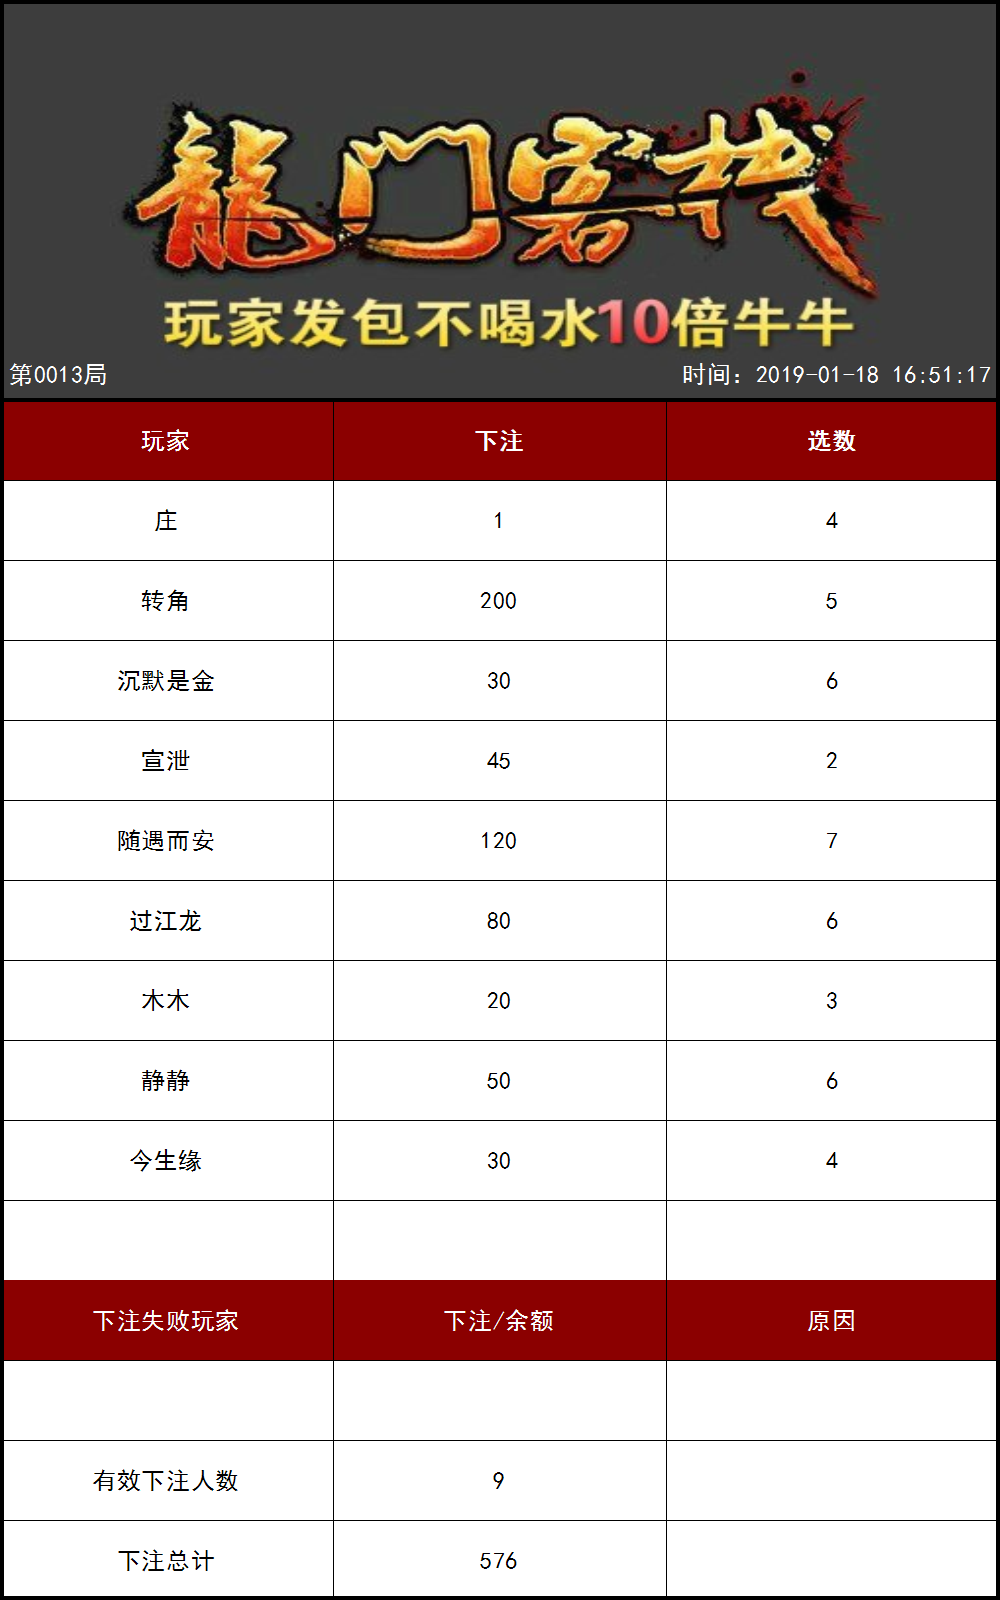 龍门客栈
玩家发包不喝水10倍牛牛
第0013局 时间：2019-01-18 16:51:17
玩家 下注 选数
庄 1 4
转角 200 5
沉默是金 30 6
宣泄 45 2
随遇而安 120 7
过江龙 80 6
木木 20 3
静静 50 6
今生缘 30 4
下注失败玩家 下注/余额 原因
有效下注人数 9
下注总计 576